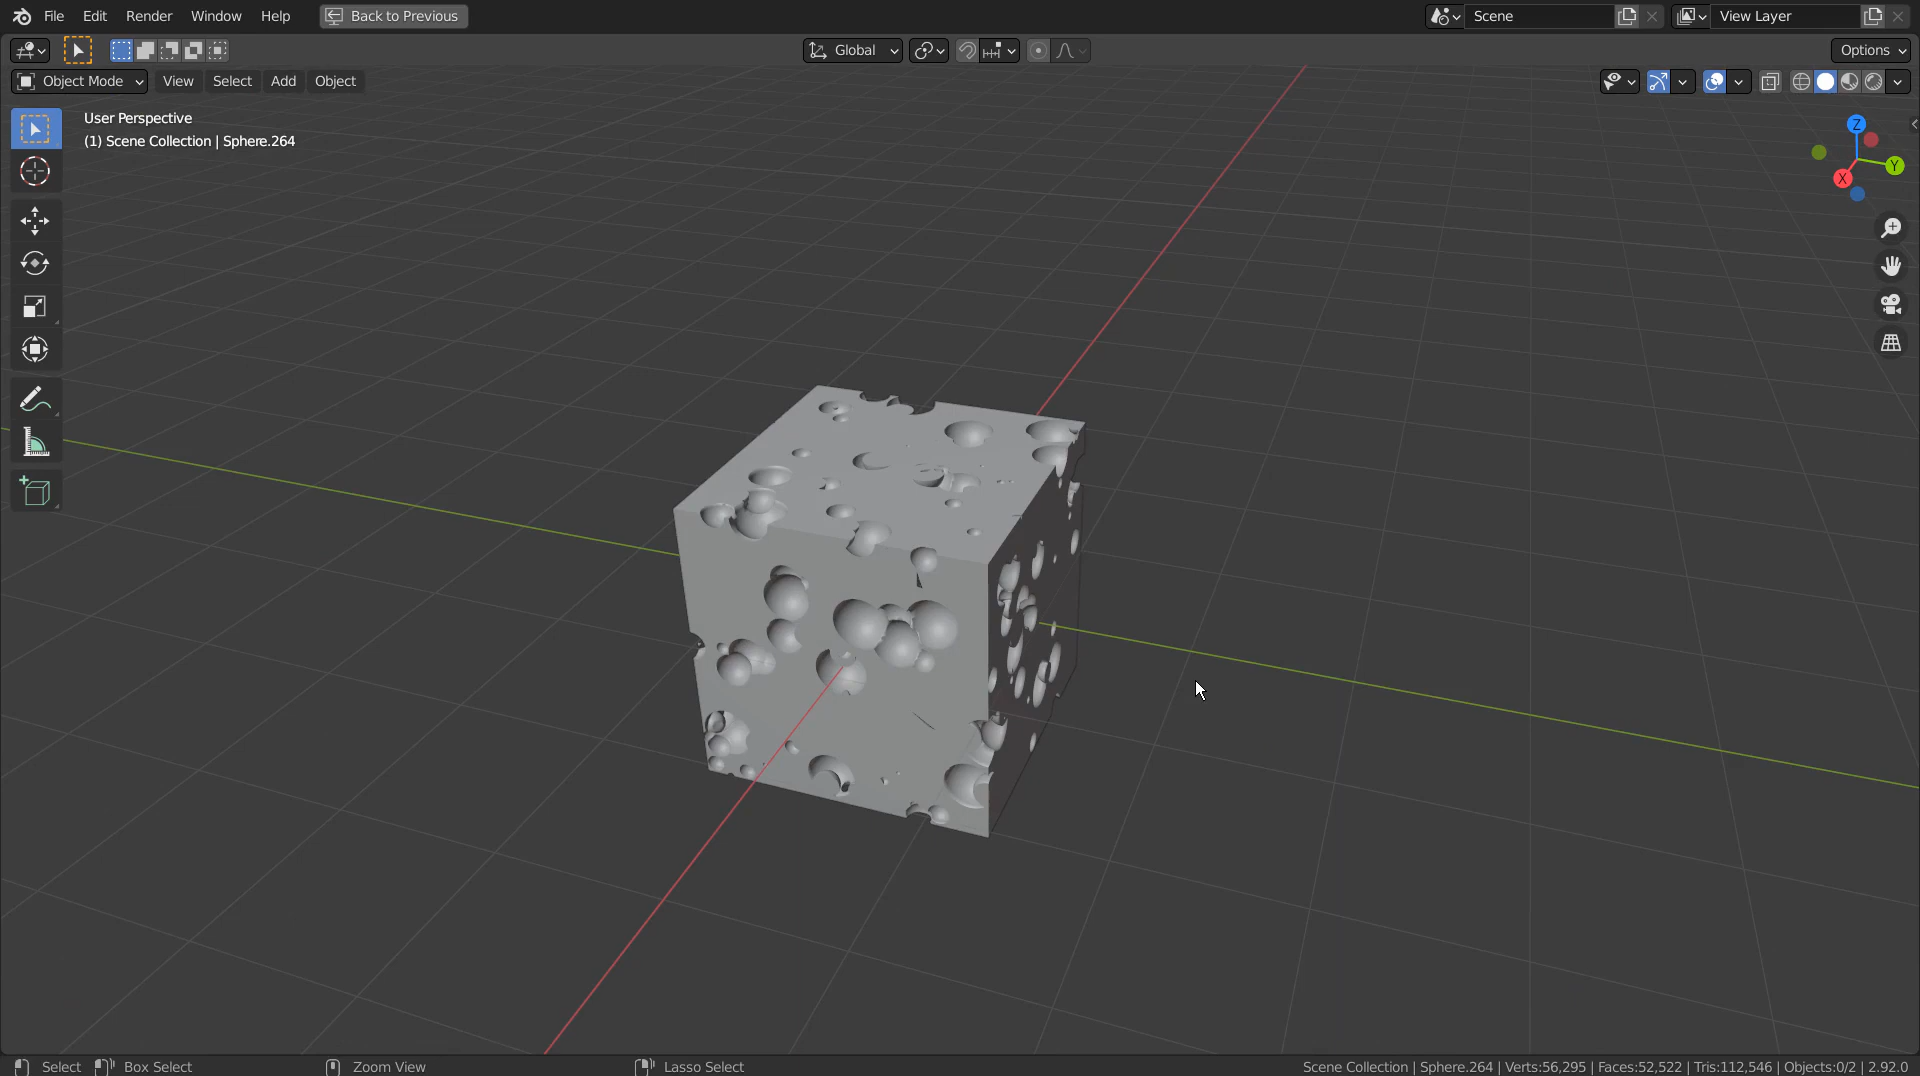 File Edit Render Window Help Back to Previous Scene View Layer
Global Options
Object Mode View Select Add Object
User Perspective
(1) Scene Collection | Sphere.264
Z
Y
X
Select Box Select Zoom View Lasso Select Scene Collection | Sphere.264 | Verts:56,295 | Faces:52,522 | Tris:112,546 | Objects:0/2 | 2.92.0